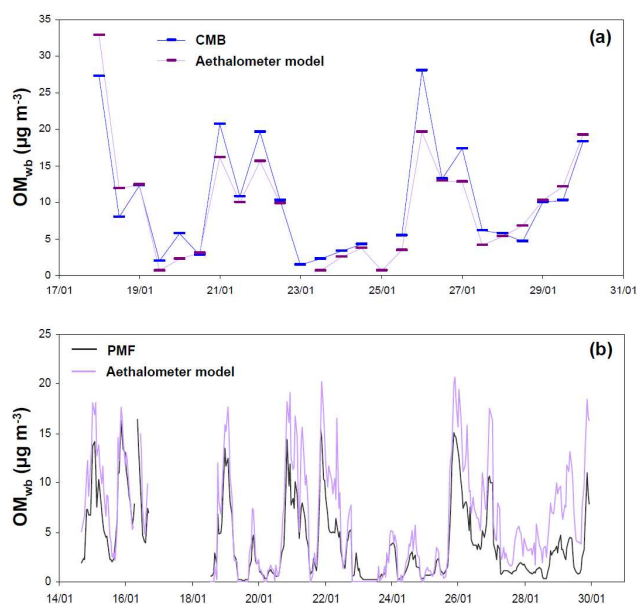 (a)
CMB
Aethalometer model
OMwb (µg m-3)
35
30
25
20
15
10
5
0
17/01 19/01 21/01 23/01 25/01 27/01 29/01 31/01
(b)
PMF
Aethalometer model
OMwb (µg m-3)
25
20
15
10
5
0
14/01 16/01 18/01 20/01 22/01 24/01 26/01 28/01 30/01